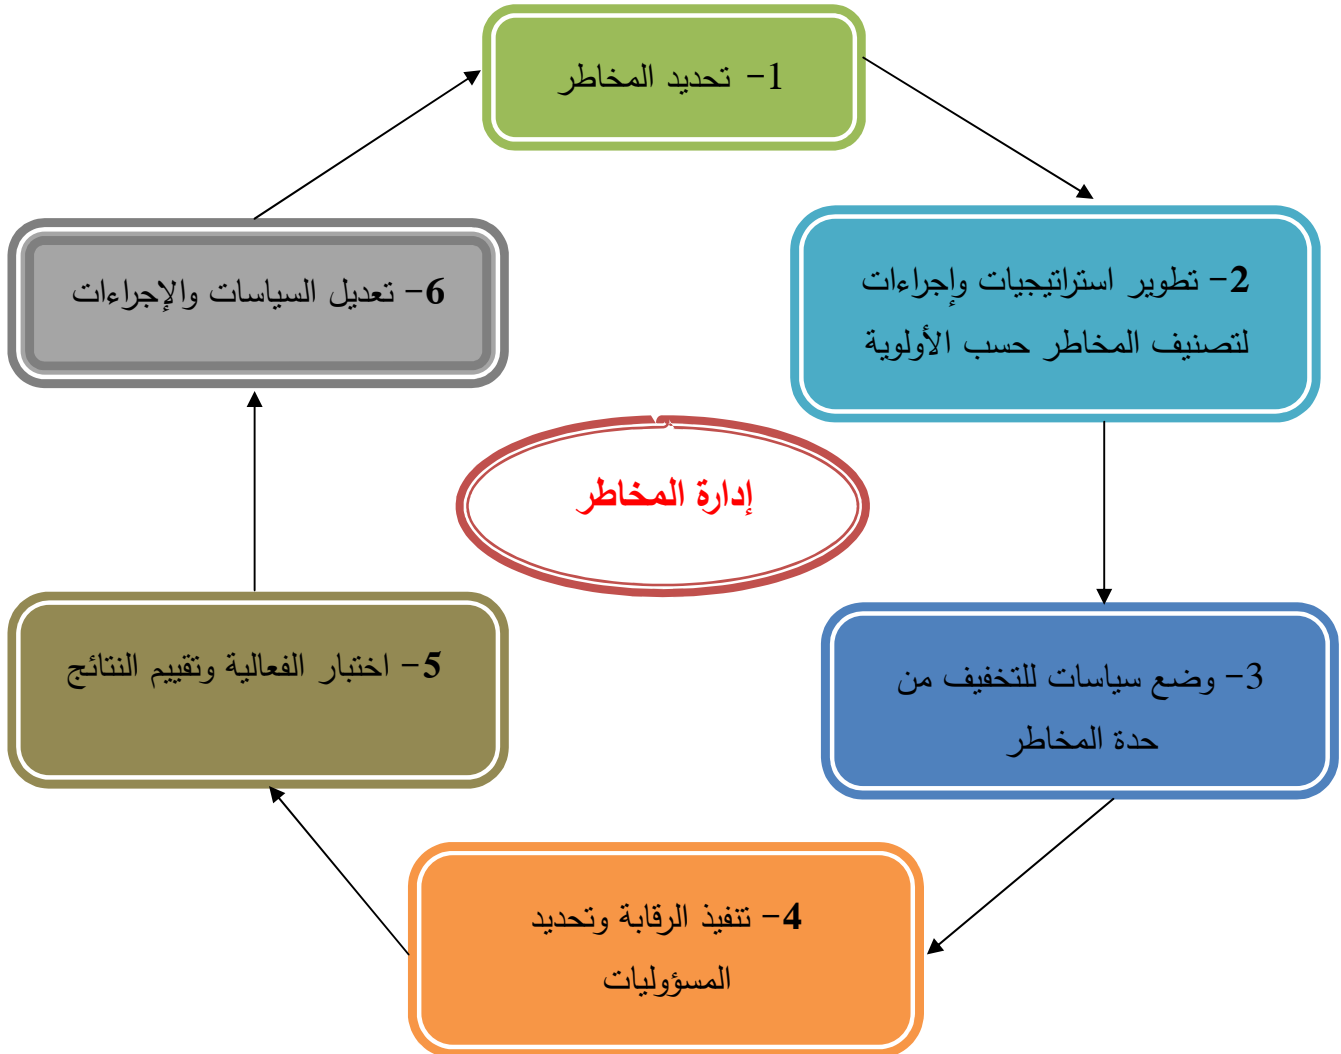 1- تحديد المخاطر
2- تطوير استراتيجيات وإجراءات
لتصنيف المخاطر حسب الأولوية
6- تعديل السياسات والإجراءات
إدارة المخاطر
3- وضع سياسات للتخفيف من
حدة المخاطر
5- اختبار الفعالية وتقييم النتائج
4- تنفيذ الرقابة وتحديد
المسؤوليات